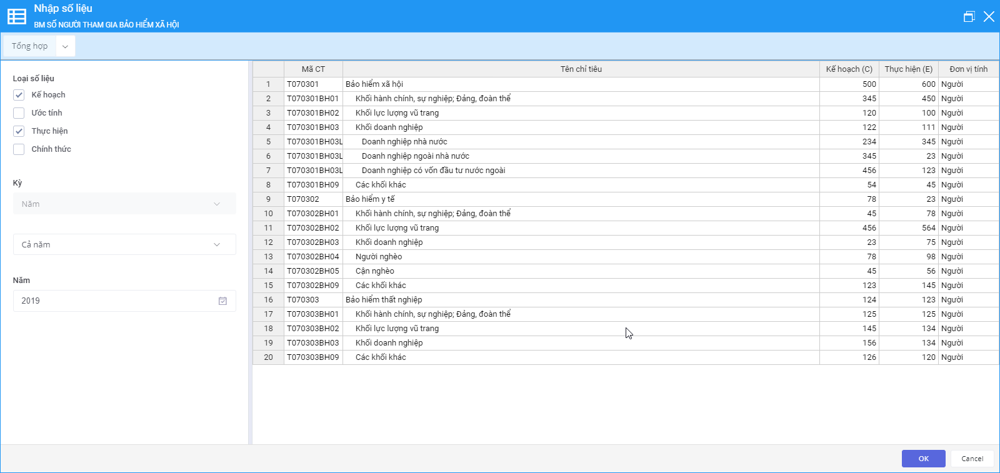 Nhập số liệu
BM SỐ NGƯỜI THAM GIA BẢO HIỂM XÃ HỘI
Tổng hợp
Loại số liệu
Kế hoạch
Ước tính
Thực hiện
Chính thức
Kỳ
Năm
Cả năm
Năm
2019
Mã CT Tên chỉ tiêu Kế hoạch (C) Thực hiện (E) Đơn vị tính
1 T070301 Bảo hiểm xã hội 500 600 Người
2 T070301BH01 Khối hành chính, sự nghiệp; Đảng, đoàn thể 345 450 Người
3 T070301BH02 Khối lực lượng vũ trang 120 100 Người
4 T070301BH03 Khối doanh nghiệp 122 111 Người
5 T070301BH03L Doanh nghiệp nhà nước 234 345 Người
6 T070301BH03L Doanh nghiệp ngoài nhà nước 345 23 Người
7 T070301BH03L Doanh nghiệp có vốn đầu tư nước ngoài 456 123 Người
8 T070301BH09 Các khối khác 54 45 Người
9 T070302 Bảo hiểm y tế 78 23 Người
10 T070302BH01 Khối hành chính, sự nghiệp; Đảng, đoàn thể 45 78 Người
11 T070302BH02 Khối lực lượng vũ trang 456 564 Người
12 T070302BH03 Khối doanh nghiệp 23 75 Người
13 T070302BH04 Người nghèo 78 98 Người
14 T070302BH05 Cận nghèo 45 56 Người
15 T070302BH09 Các khối khác 123 145 Người
16 T070303 Bảo hiểm thất nghiệp 124 123 Người
17 T070303BH01 Khối hành chính, sự nghiệp; Đảng, đoàn thể 125 125 Người
18 T070303BH02 Khối lực lượng vũ trang 145 134 Người
19 T070303BH03 Khối doanh nghiệp 156 134 Người
20 T070303BH09 Các khối khác 126 120 Người
OK Cancel